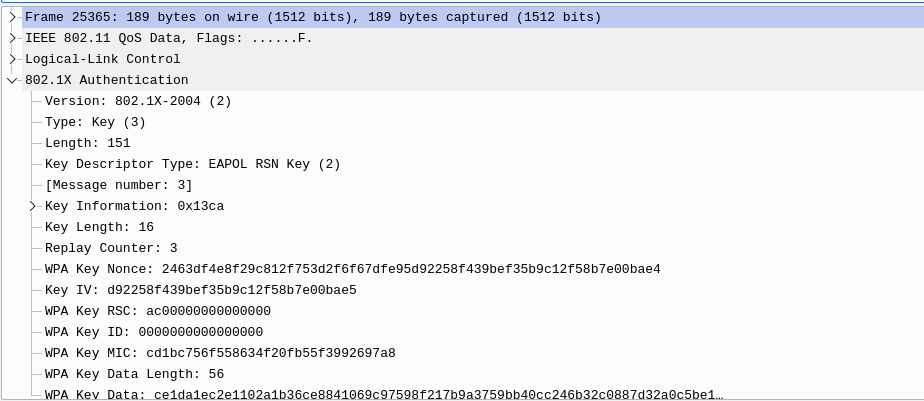 Frame 25365: 189 bytes on wire (1512 bits), 189 bytes captured (1512 bits)
IEEE 802.11 QoS Data, Flags: ......F.
Logical-Link Control
802.1X Authentication
Version: 802.1X-2004 (2)
Type: Key (3)
Length: 151
Key Descriptor Type: EAPOL RSN Key (2)
[Message number: 3]
Key Information: 0x13ca
Key Length: 16
Replay Counter: 3
WPA Key Nonce: 2463df4e8f29c812f753d2f6f67dfe95d92258f439bef35b9c12f58b7e00bae4
Key IV: d92258f439bef35b9c12f58b7e00bae5
WPA Key RSC: ac00000000000000
WPA Key ID: 0000000000000000
WPA Key MIC: cd1bc756f558634f20fb55f3992697a8
WPA Key Data Length: 56
WPA Key Data: ce1da1ec2e1102a1b36ce8841069c97598f217b9a3759bb40cc246b32c0887d32a0c5be1…